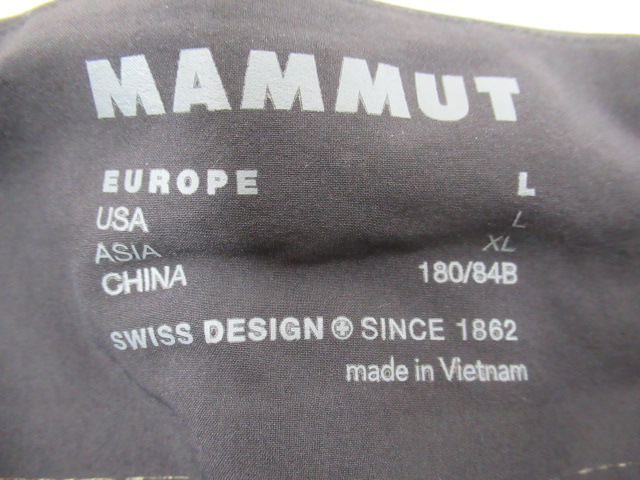 MAMMUT
EUROPE L
USA L
ASIA XL
CHINA 180/84B
SWISS DESIGN SINCE 1862
made in Vietnam